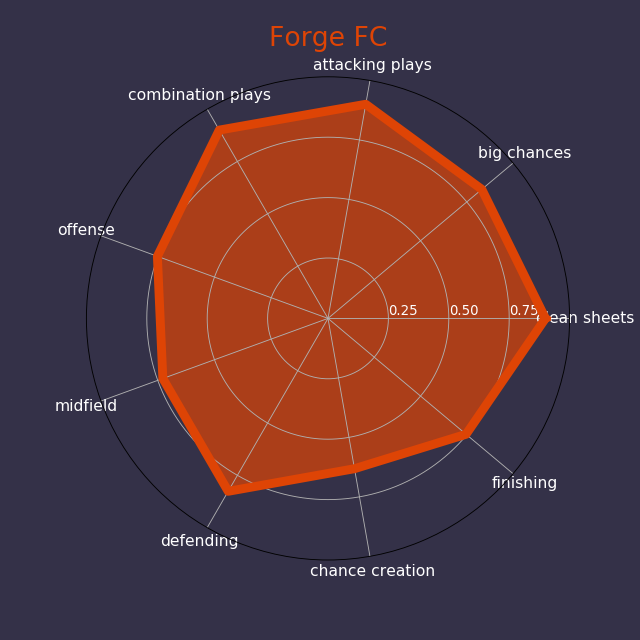 Forge FC
attacking plays
combination plays
big chances
offense
0.25
0.50
0.75
clean sheets
midfield
finishing
defending
chance creation